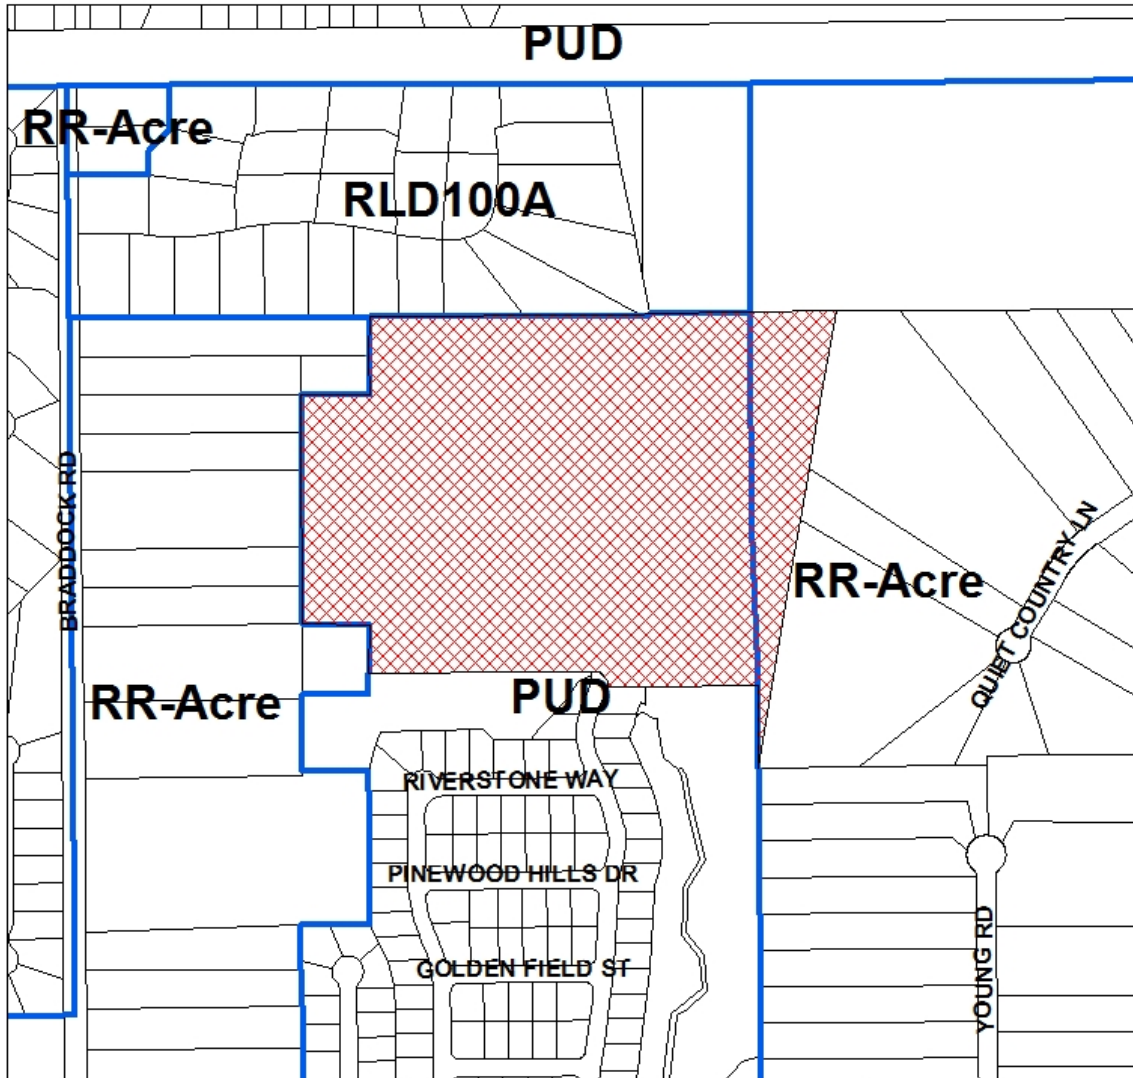 PUD
RR-Acre
RLD100A
BRADDOCK RD
QUIET COUNTRY LN
RR-Acre
RR-Acre
PUD
RIVERSTONE WAY
PINEWOOD HILLS DR
GOLDEN FIELD ST
YOUNG RD